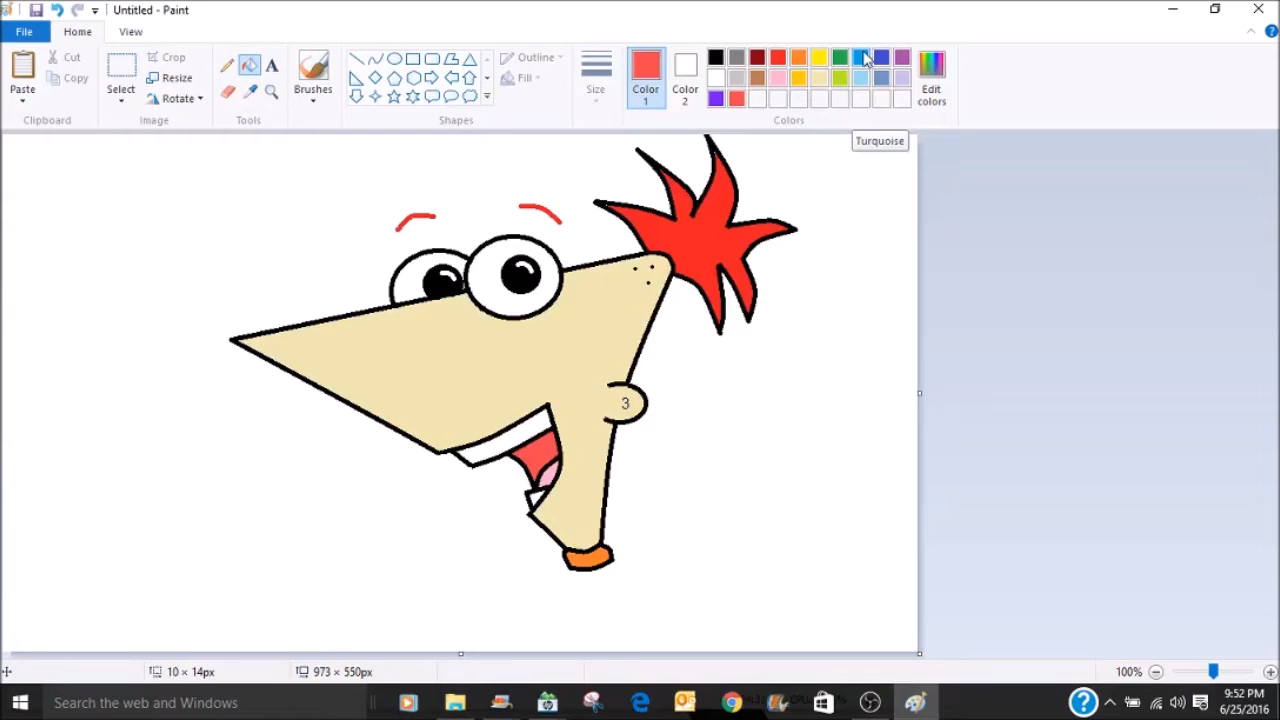 Untitled - Paint
File
Home
View
Paste
Cut
Copy
Clipboard
Select
Crop
Resize
Rotate
Image
A
Tools
Brushes
Shapes
Outline
Fill
Size
Color 1
Color 2
Edit colors
Colors
Turquoise
3
10 × 14px
973 × 550px
100%
Search the web and Windows
9:52 PM
6/25/2016